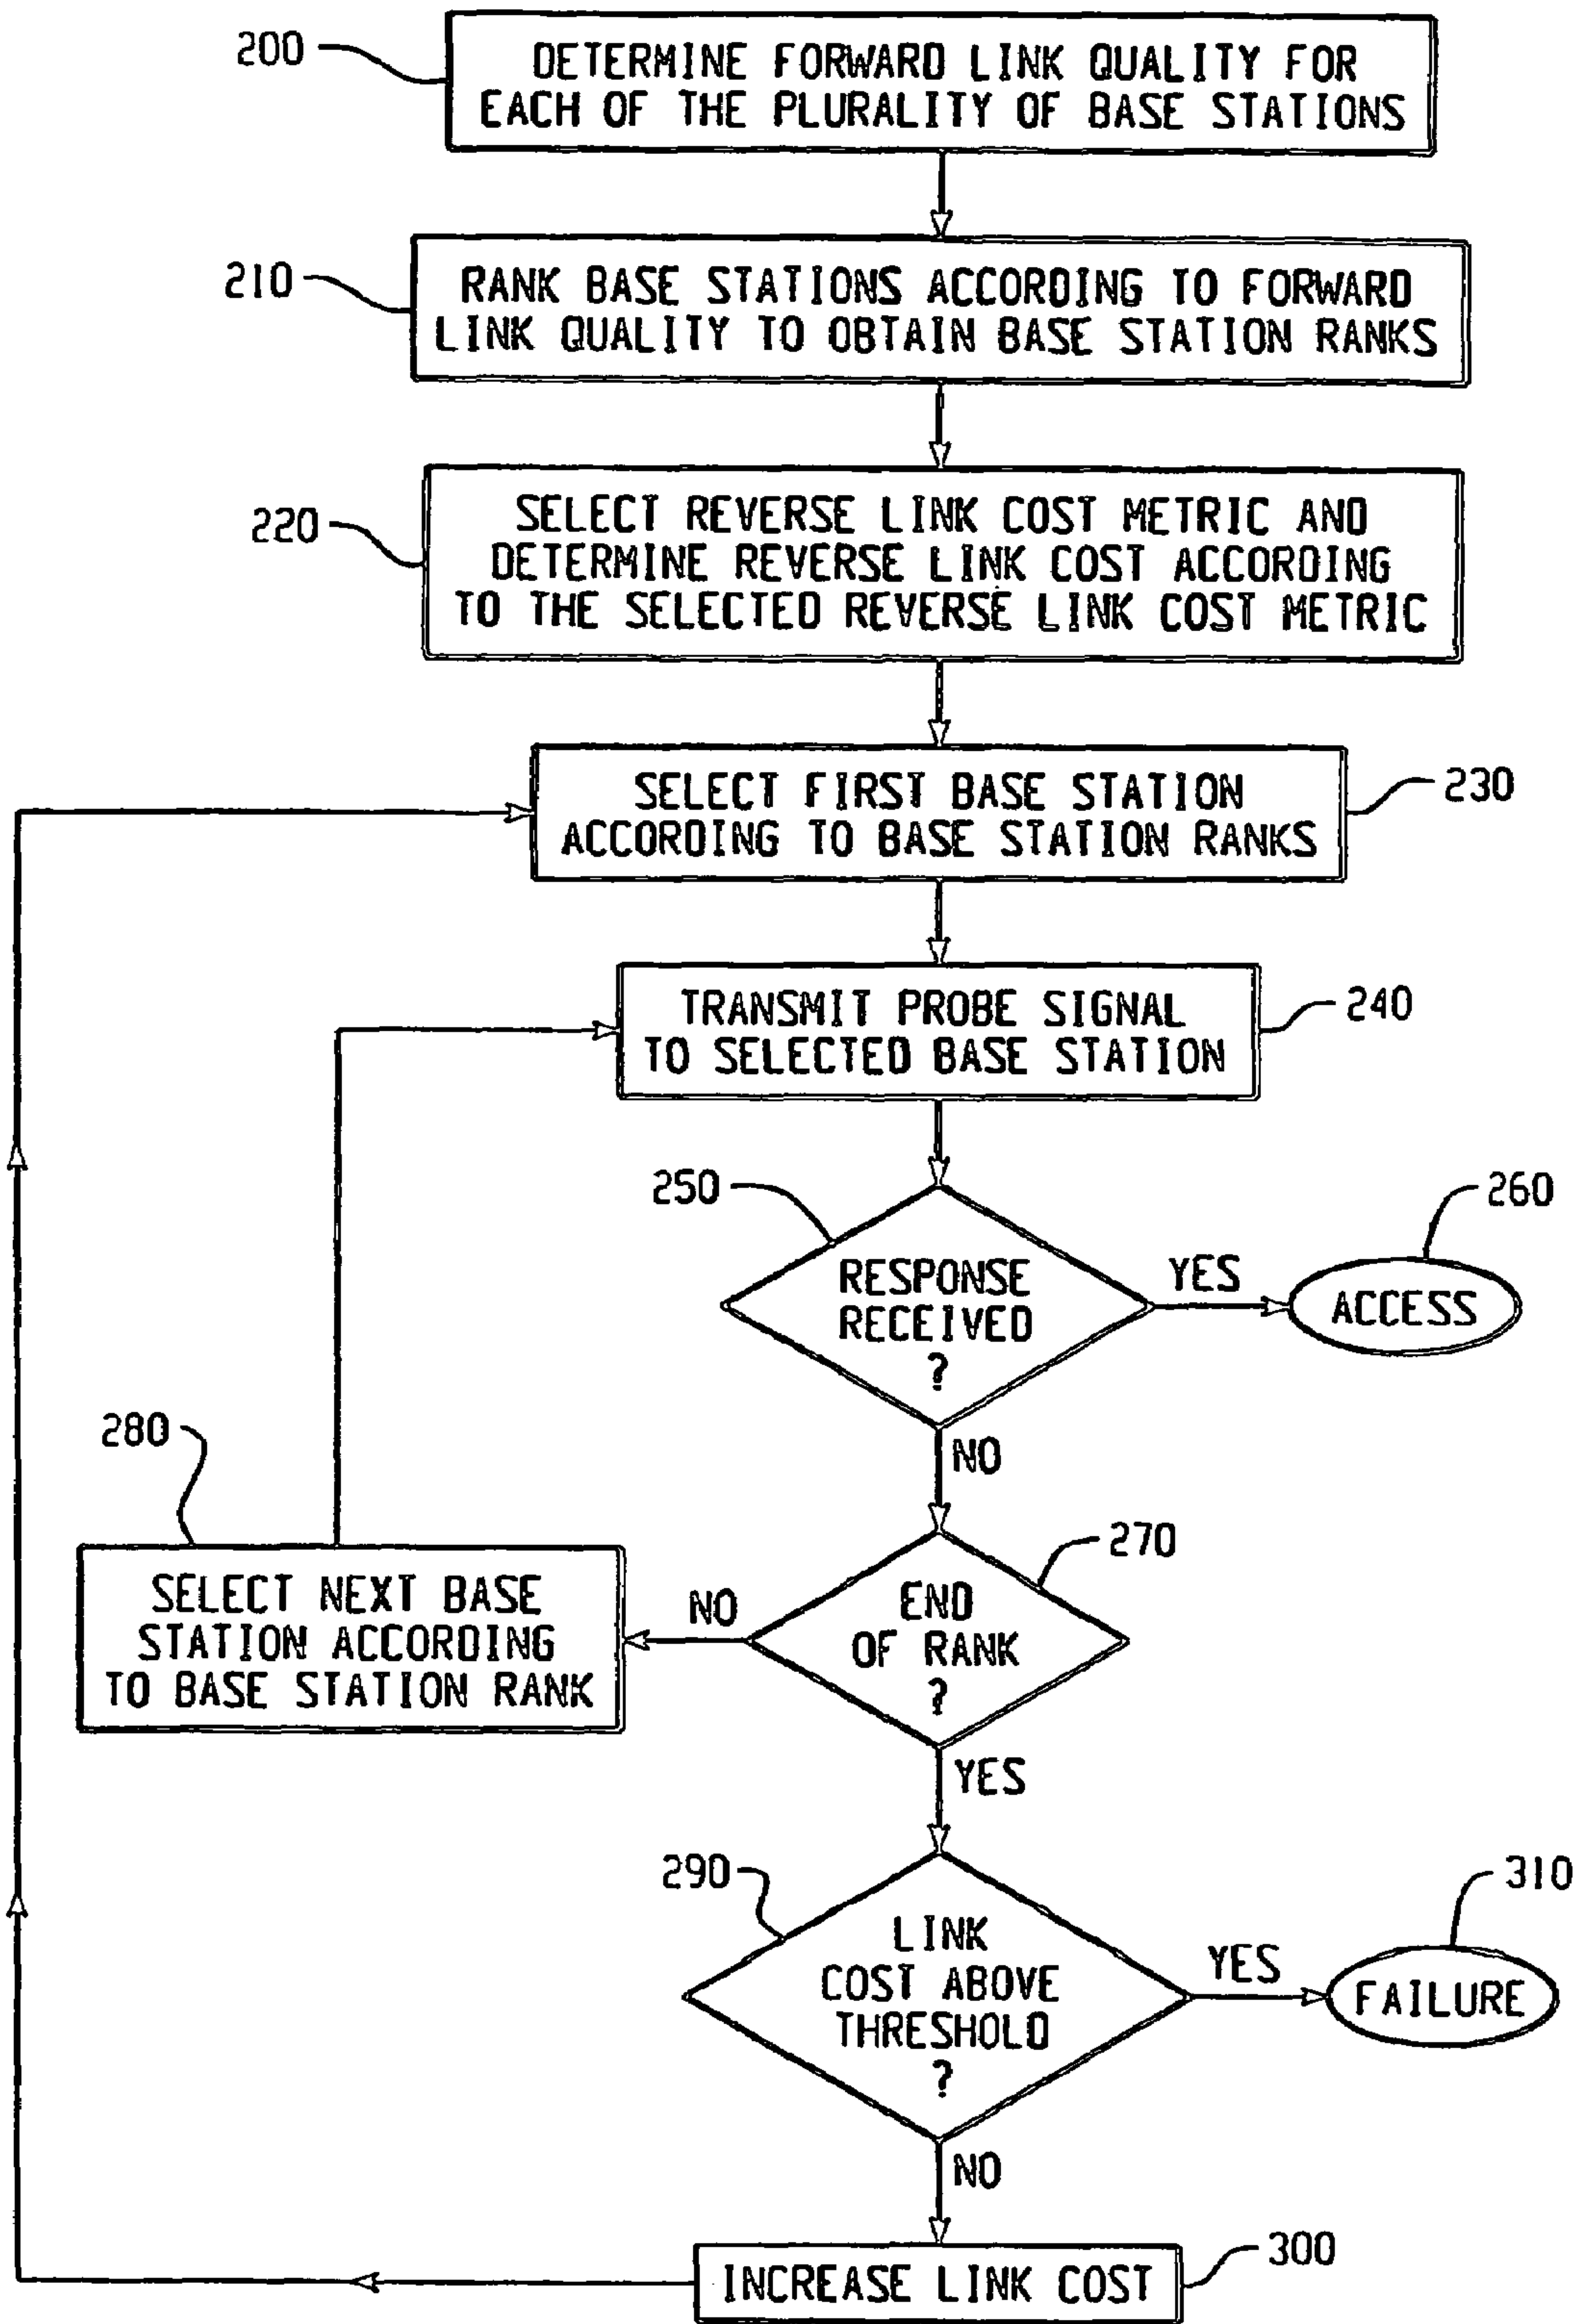 200
DETERMINE FORWARD LINK QUALITY FOR
EACH OF THE PLURALITY OF BASE STATIONS
210
RANK BASE STATIONS ACCORDING TO FORWARD
LINK QUALITY TO OBTAIN BASE STATION RANKS
220
SELECT REVERSE LINK COST METRIC AND
DETERMINE REVERSE LINK COST ACCORDING
TO THE SELECTED REVERSE LINK COST METRIC
230
SELECT FIRST BASE STATION
ACCORDING TO BASE STATION RANKS
240
TRANSMIT PROBE SIGNAL
TO SELECTED BASE STATION
250
RESPONSE
RECEIVED
?
YES
260
ACCESS
NO
270
END
OF RANK
?
NO
280
SELECT NEXT BASE
STATION ACCORDING
TO BASE STATION RANK
YES
290
LINK
COST ABOVE
THRESHOLD
?
YES
310
FAILURE
NO
300
INCREASE LINK COST